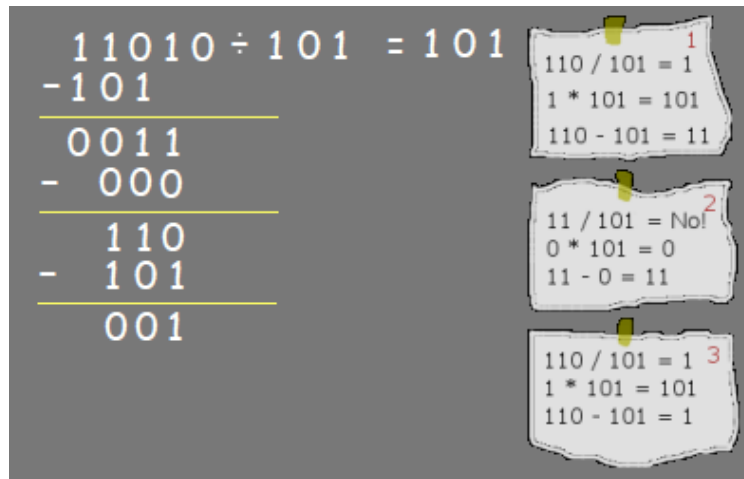 11010 ÷ 101 = 101
-101
0011
- 000
110
- 101
001
1
110 / 101 = 1
1 * 101 = 101
110 - 101 = 11
2
11 / 101 = No!
0 * 101 = 0
11 - 0 = 11
3
110 / 101 = 1
1 * 101 = 101
110 - 101 = 1